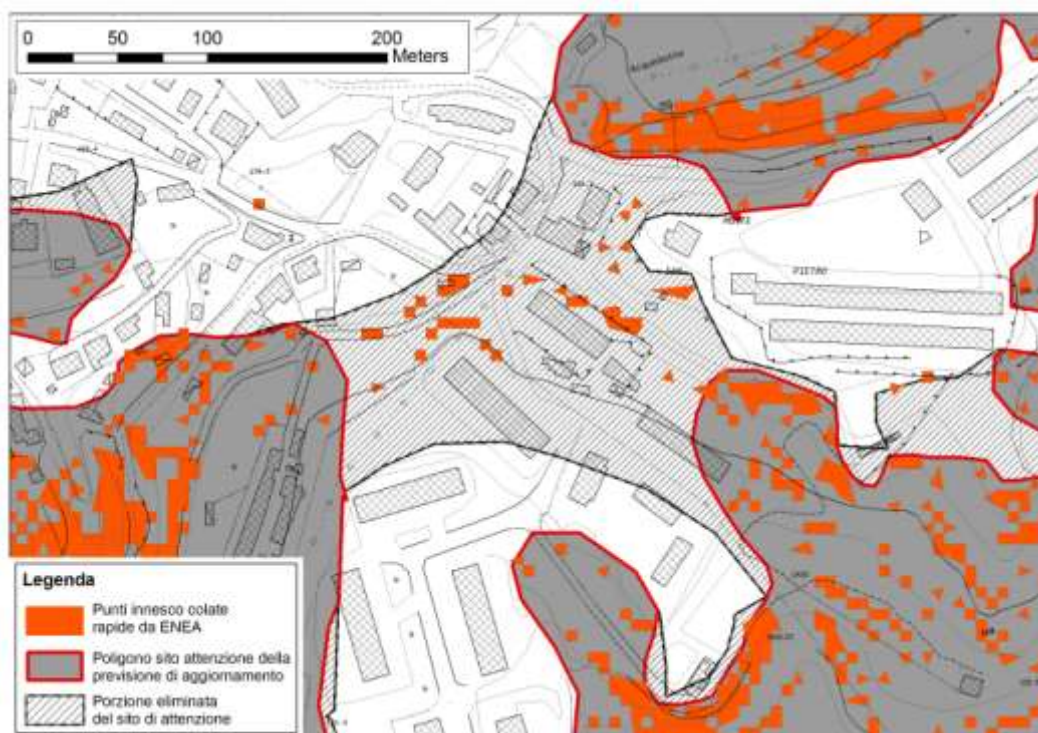 0 50 100 200
Meters
PIETRO
Legenda
Punti innesco colate
rapide da ENEA
Poligono sito attenzione della
previsione di aggiornamento
Porzione eliminata
del sito di attenzione